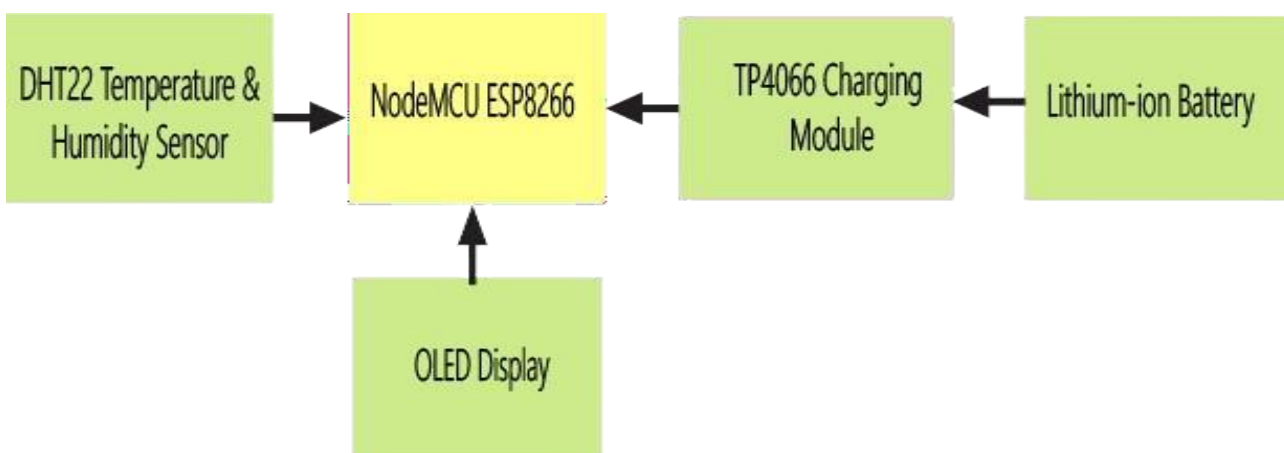 DHT22 Temperature &
Humidity Sensor
NodeMCU ESP8266
TP4066 Charging
Module
Lithium-ion Battery
OLED Display